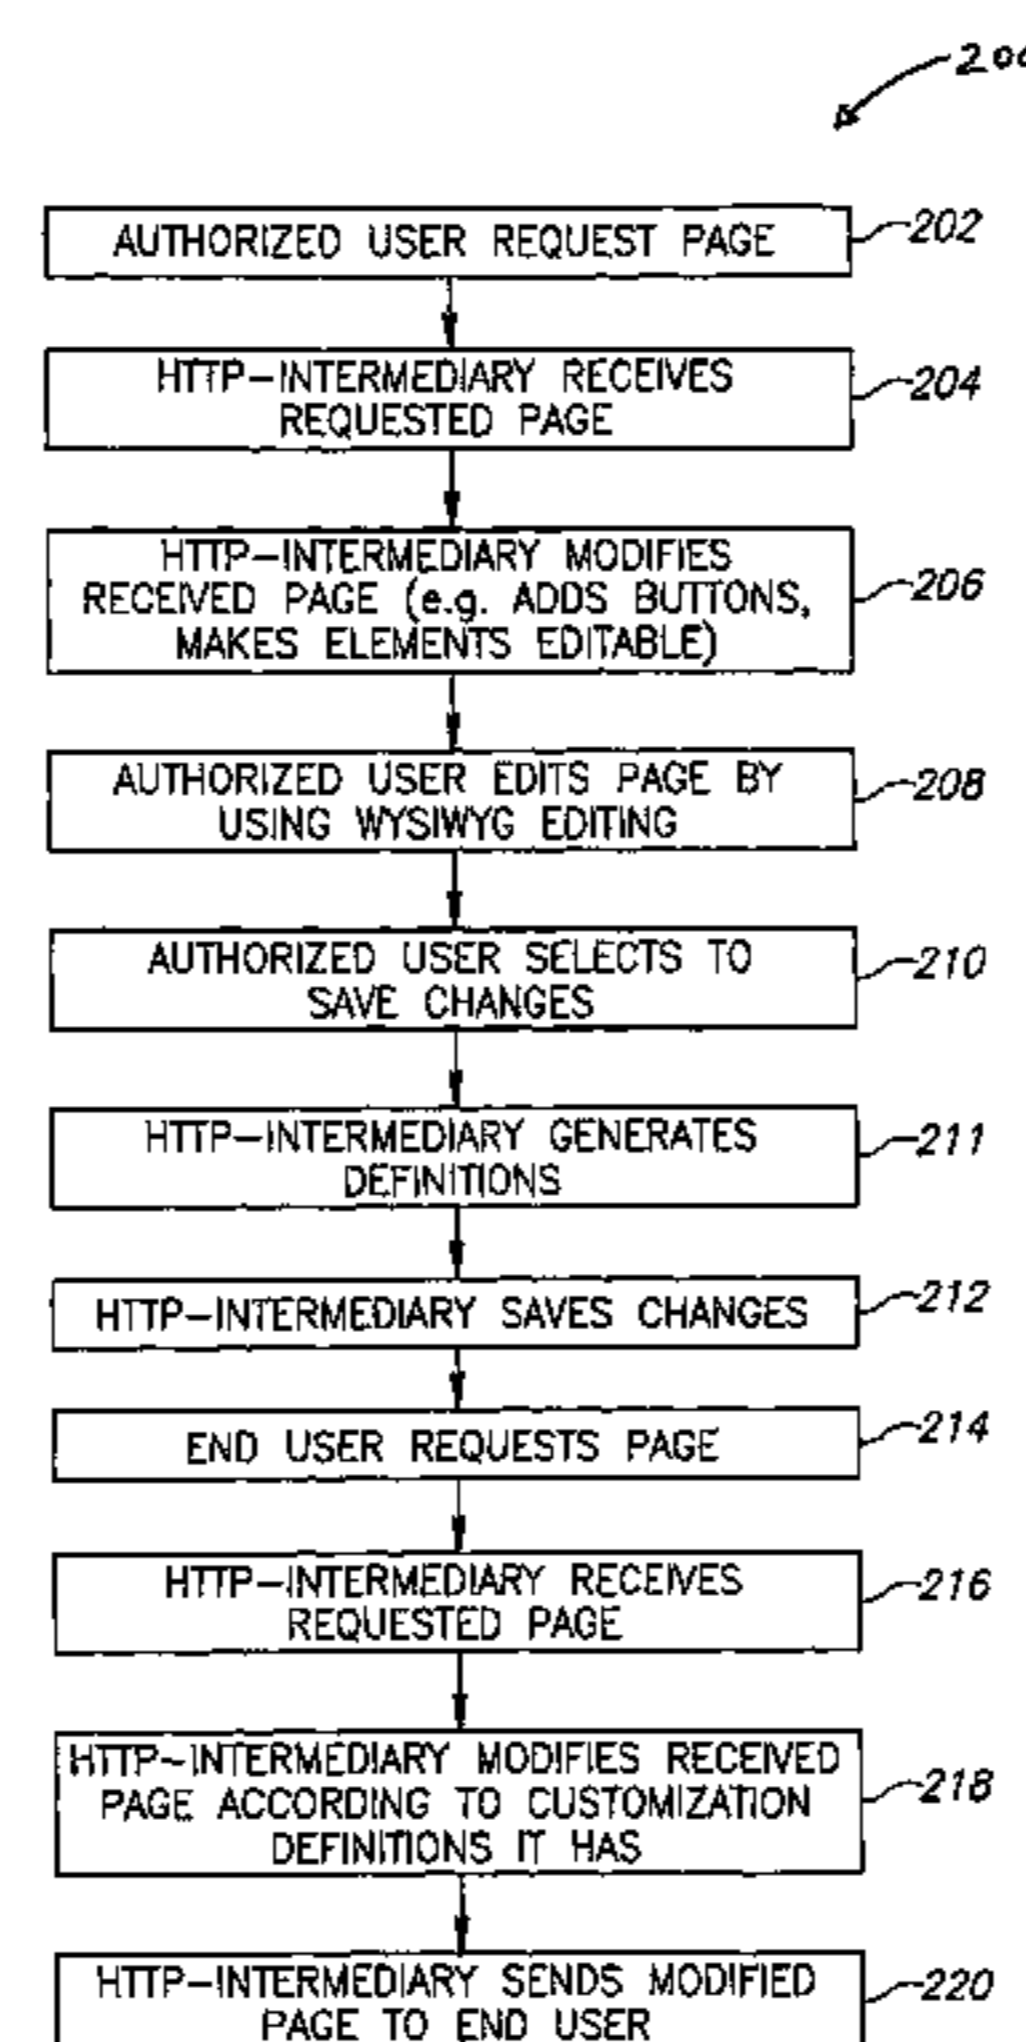 AUTHORIZED USER REQUEST PAGE
202
HTTP-INTERMEDIARY RECEIVES
REQUESTED PAGE
204
HTTP-INTERMEDIARY MODIFIES
RECEIVED PAGE (e.g. ADDS BUTTONS,
MAKES ELEMENTS EDITABLE)
206
AUTHORIZED USER EDITS PAGE BY
USING WYSIWYG EDITING
208
AUTHORIZED USER SELECTS TO
SAVE CHANGES
210
HTTP-INTERMEDIARY GENERATES
DEFINITIONS
211
HTTP-INTERMEDIARY SAVES CHANGES
212
END USER REQUESTS PAGE
214
HTTP-INTERMEDIARY RECEIVES
REQUESTED PAGE
216
HTTP-INTERMEDIARY MODIFIES RECEIVED
PAGE ACCORDING TO CUSTOMIZATION
DEFINITIONS IT HAS
218
HTTP-INTERMEDIARY SENDS MODIFIED
PAGE TO END USER
220